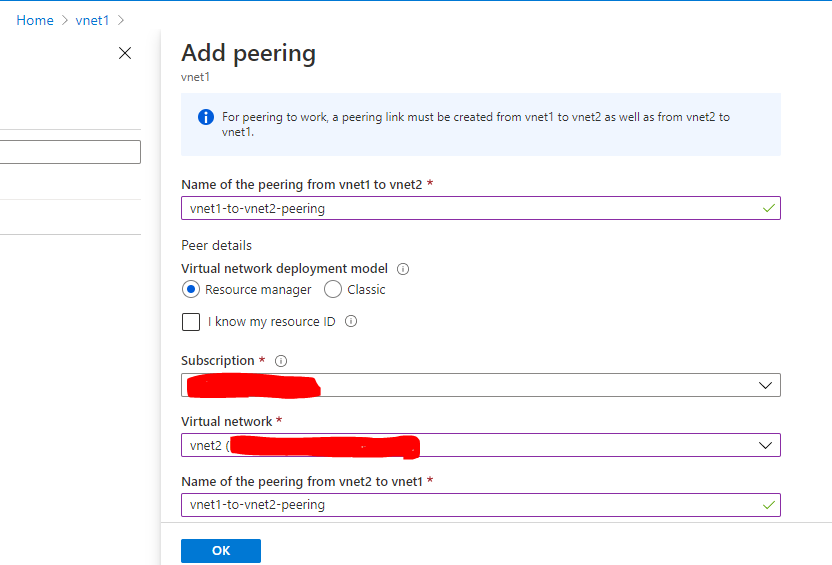 Home > vnet1 >
Add peering
vnet1
For peering to work, a peering link must be created from vnet1 to vnet2 as well as from vnet2 to
vnet1.
Name of the peering from vnet1 to vnet2 *
vnet1-to-vnet2-peering
Peer details
Virtual network deployment model
Resource manager Classic
I know my resource ID
Subscription *
Virtual network *
vnet2 (
Name of the peering from vnet2 to vnet1 *
vnet1-to-vnet2-peering
OK